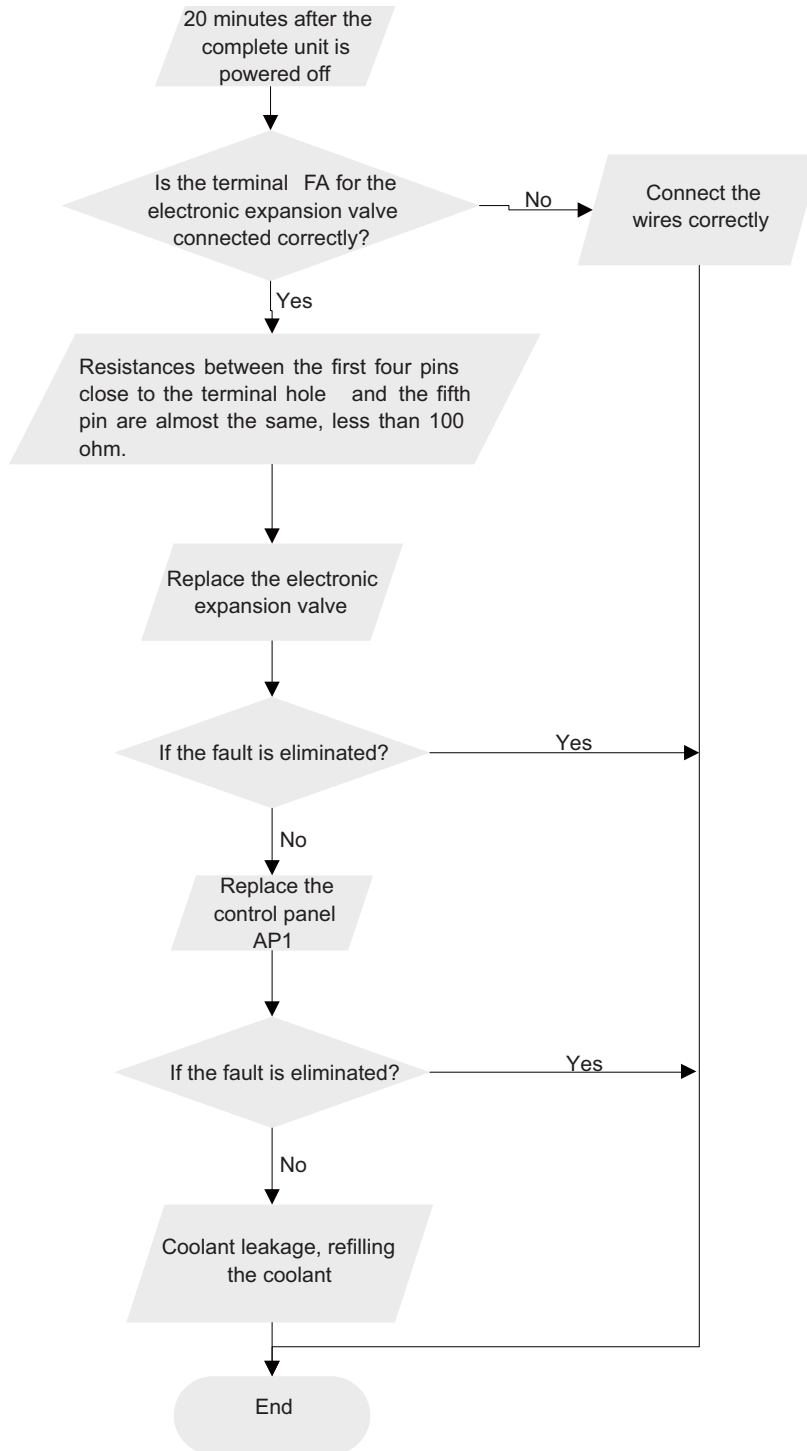 20 minutes after the
complete unit is
powered off
Is the terminal FA for the
electronic expansion valve
connected correctly?
No
Connect the
wires correctly
Yes
Resistances between the first four pins
close to the terminal hole and the fifth
pin are almost the same, less than 100
ohm.
Replace the electronic
expansion valve
If the fault is eliminated?
Yes
No
Replace the
control panel
AP1
If the fault is eliminated?
Yes
No
Coolant leakage, refilling
the coolant
End